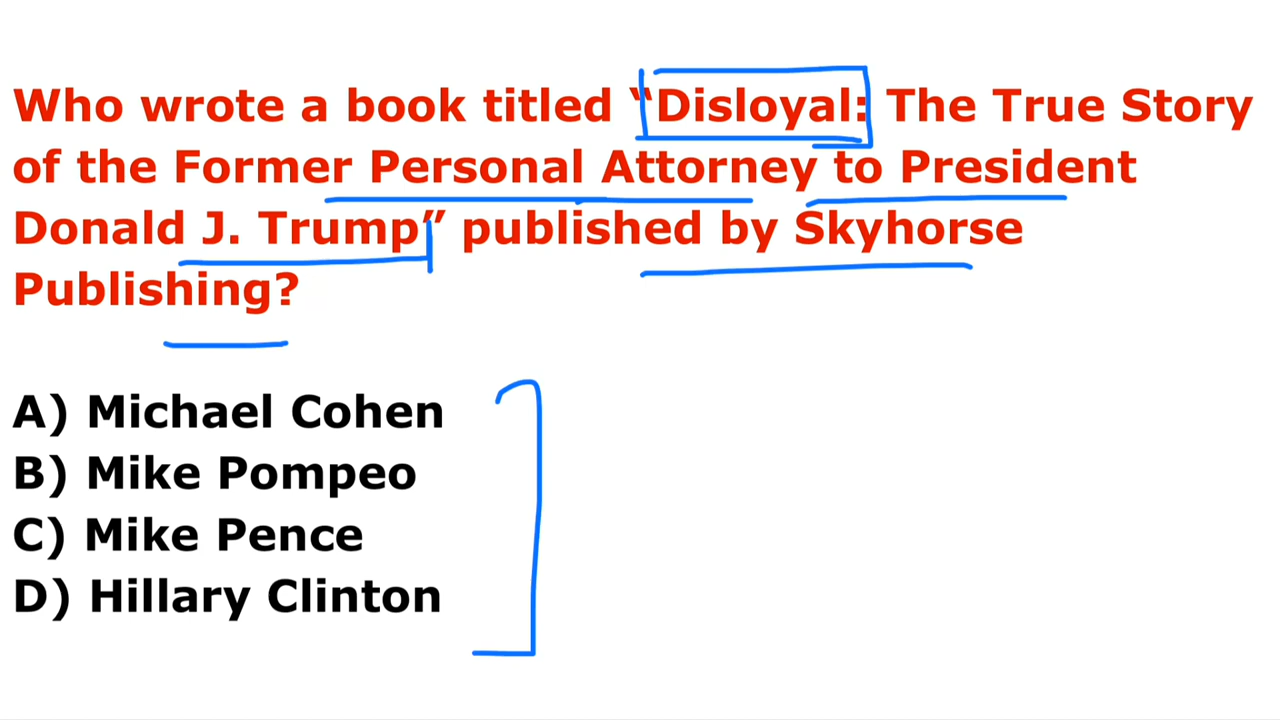 Who wrote a book titled “Disloyal: The True Story
of the Former Personal Attorney to President
Donald J. Trump” published by Skyhorse
Publishing?
A) Michael Cohen
B) Mike Pompeo
C) Mike Pence
D) Hillary Clinton